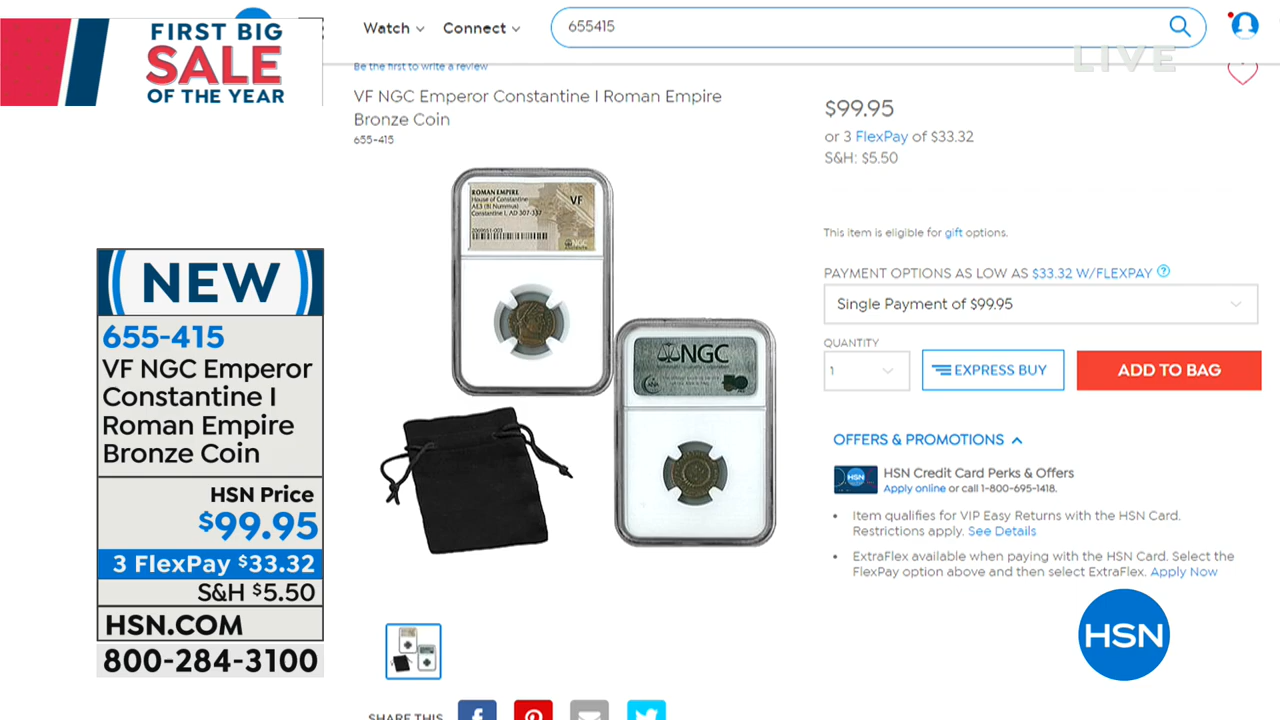 FIRST BIG
SALE
OF THE YEAR
Watch
Connect
655415
LIVE
Be the first to write a review
VF NGC Emperor Constantine I Roman Empire
Bronze Coin
655-415
$99.95
or 3 FlexPay of $33.32
S&H: $5.50
ROMAN EMPIRE
House of Constantine
AE3 (BI Nummus)
Constantine I, AD 307-337
VF
2069051-003
NGC
NGC
This item is eligible for gift options.
PAYMENT OPTIONS AS LOW AS $33.32 W/FLEXPAY ?
Single Payment of $99.95
QUANTITY
1
EXPRESS BUY
ADD TO BAG
OFFERS & PROMOTIONS
HSN
HSN Credit Card Perks & Offers
Apply online or call 1-800-695-1418.
• Item qualifies for VIP Easy Returns with the HSN Card.
Restrictions apply. See Details
• ExtraFlex available when paying with the HSN Card. Select the
FlexPay option above and then select ExtraFlex. Apply Now
NEW
655-415
VF NGC Emperor
Constantine I
Roman Empire
Bronze Coin
HSN Price
$99.95
3 FlexPay $33.32
S&H $5.50
HSN.COM
800-284-3100
HSN
SHARE THIS